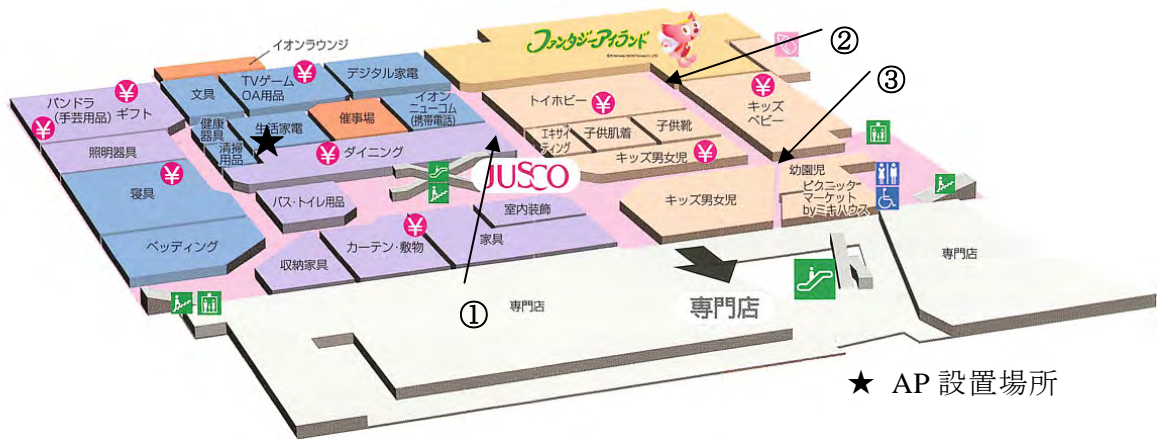 ファンタジーアイランド
②
③
イオンラウンジ
文具
TVゲーム
OA用品
デジタル家電
パンドラ
(手芸用品)
ギフト
照明器具
健康
器具
清掃
用品
生活家電
催事場
イオン
ニューコム
(携帯電話)
トイホビー
エキサイ
ティング
子供肌着
子供靴
キッズ
ベビー
ダイニング
キッズ男女児
JUSCO
寝具
バス・トイレ用品
室内装飾
キッズ男女児
幼園児
ピクニック
マーケット
byミキハウス
ベッディング
収納家具
カーテン・敷物
家具
専門店
①
専門店
専門店
★ AP 設置場所